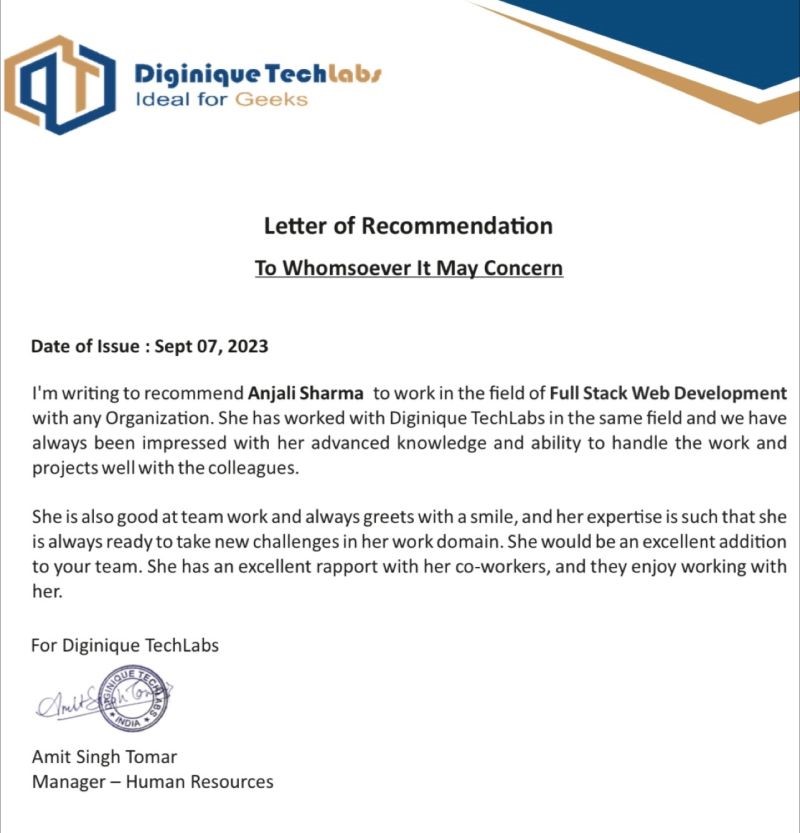 Diginique TechLabs
Ideal for Geeks
Letter of Recommendation
To Whomsoever It May Concern
Date of Issue : Sept 07, 2023
I'm writing to recommend Anjali Sharma to work in the field of Full Stack Web Development
with any Organization. She has worked with Diginique TechLabs in the same field and we have
always been impressed with her advanced knowledge and ability to handle the work and
projects well with the colleagues.
She is also good at team work and always greets with a smile, and her expertise is such that she
is always ready to take new challenges in her work domain. She would be an excellent addition
to your team. She has an excellent rapport with her co-workers, and they enjoy working with
her.
For Diginique TechLabs
Amit Singh Tomar
DIGINIQUE TECHLABS
* INDIA *
Amit Singh Tomar
Manager – Human Resources